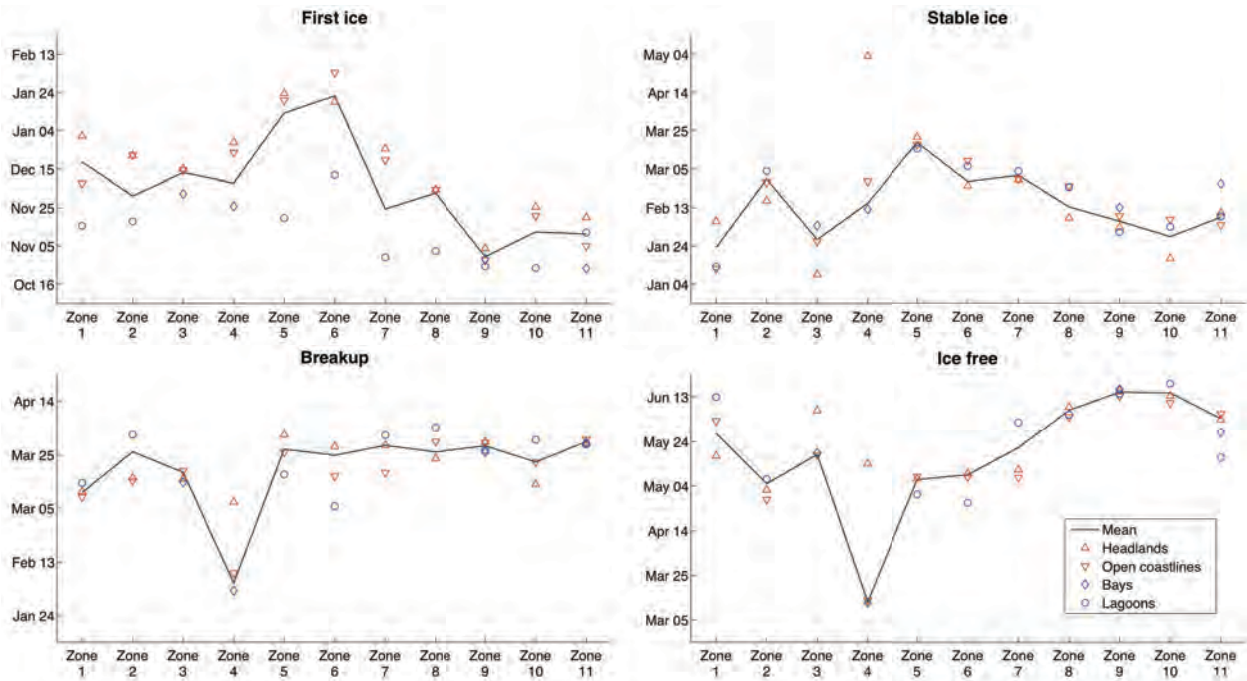 First ice
Feb 13
Jan 24
Jan 04
Dec 15
Nov 25
Nov 05
Oct 16
Zone Zone Zone Zone Zone Zone Zone Zone Zone Zone Zone
1 2 3 4 5 6 7 8 9 10 11
Stable ice
May 04
Apr 14
Mar 25
Mar 05
Feb 13
Jan 24
Jan 04
Zone Zone Zone Zone Zone Zone Zone Zone Zone Zone Zone
1 2 3 4 5 6 7 8 9 10 11
Breakup
Apr 14
Mar 25
Mar 05
Feb 13
Jan 24
Zone Zone Zone Zone Zone Zone Zone Zone Zone Zone Zone
1 2 3 4 5 6 7 8 9 10 11
Ice free
Jun 13
May 24
May 04
Apr 14
Mar 25
Mar 05
Mean
Headlands
Open coastlines
Bays
Lagoons
Zone Zone Zone Zone Zone Zone Zone Zone Zone Zone Zone
1 2 3 4 5 6 7 8 9 10 11